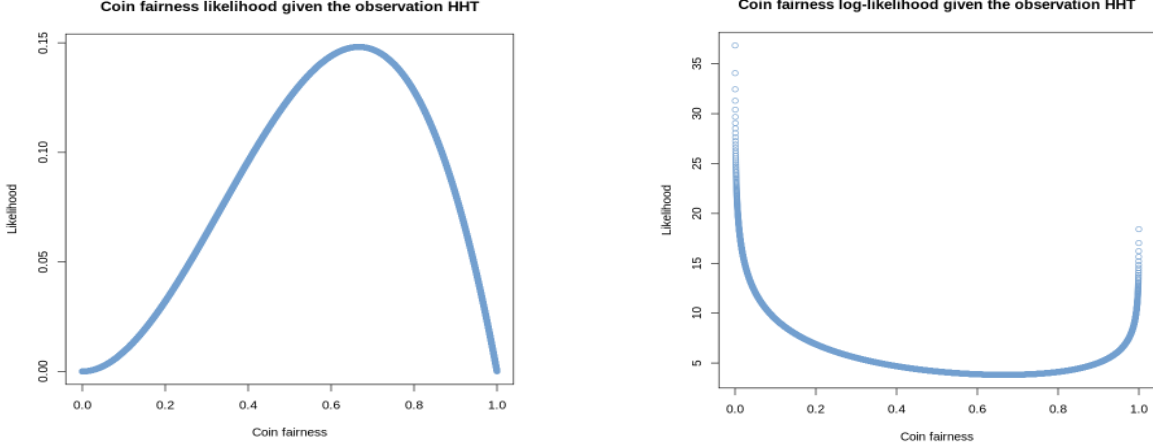 Coin fairness likelihood given the observation HHT
0.15
0.10
0.05
0.00
Likelihood
0.0 0.2 0.4 0.6 0.8 1.0
Coin fairness
Coin fairness log-likelihood given the observation HHT
35
30
25
20
15
10
5
Likelihood
0.0 0.2 0.4 0.6 0.8 1.0
Coin fairness